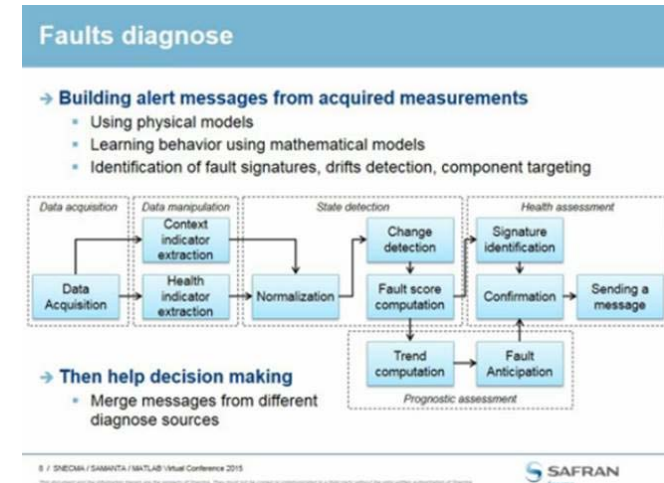 Faults diagnose
→ Building alert messages from acquired measurements
▪ Using physical models
▪ Learning behavior using mathematical models
▪ Identification of fault signatures, drifts detection, component targeting
Data acquisition
Data manipulation
State detection
Health assessment
Context
indicator
extraction
Change
detection
Signature
identification
Data
Acquisition
Health
indicator
extraction
Normalization
Fault score
computation
Confirmation
Sending a
message
Trend
computation
Fault
Anticipation
Prognostic assessment
→ Then help decision making
▪ Merge messages from different
diagnose sources
8 / SNECMA / SAMANTA / MATLAB Virtual Conference 2015
SAFRAN